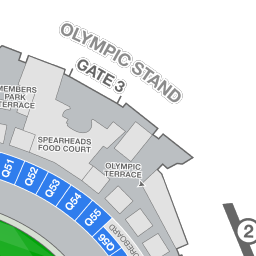 OLYMPIC STAND
GATE 3
MEMBERS
PARK
TERRACE
SPEARHEADS
FOOD COURT
OLYMPIC
TERRACE
Q51
Q52
Q53
Q54
Q55
Q56
2